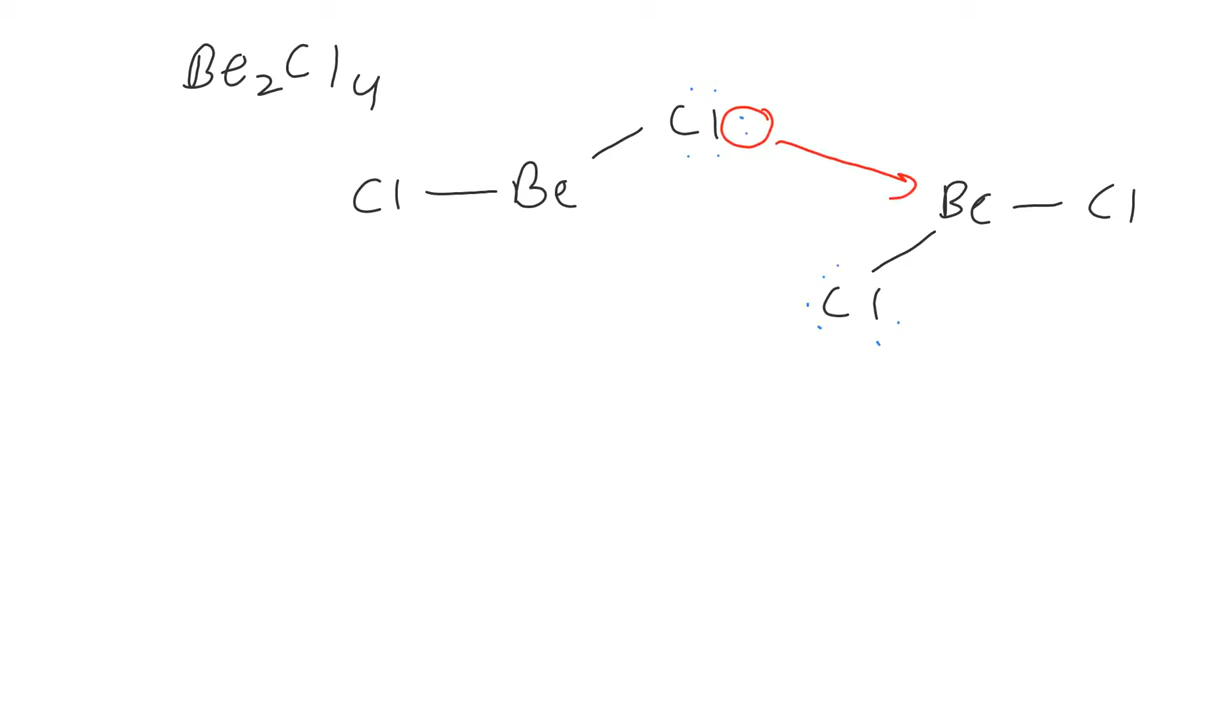 Be₂Cl₄
Cl
Cl — Be
Be — Cl
Cl